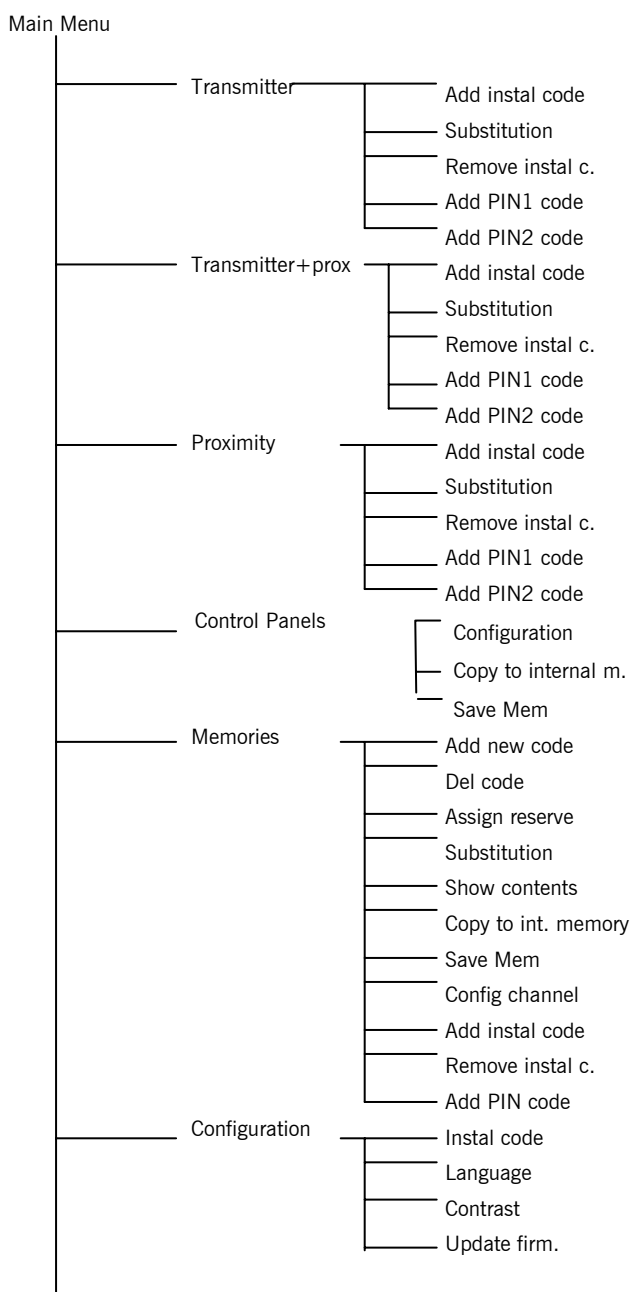 Main Menu
Transmitter
Add instal code
Substitution
Remove instal c.
Add PIN1 code
Add PIN2 code
Transmitter+prox
Add instal code
Substitution
Remove instal c.
Add PIN1 code
Add PIN2 code
Proximity
Add instal code
Substitution
Remove instal c.
Add PIN1 code
Add PIN2 code
Control Panels
Configuration
Copy to internal m.
Save Mem
Memories
Add new code
Del code
Assign reserve
Substitution
Show contents
Copy to int. memory
Save Mem
Config channel
Add instal code
Remove instal c.
Add PIN code
Configuration
Instal code
Language
Contrast
Update firm.